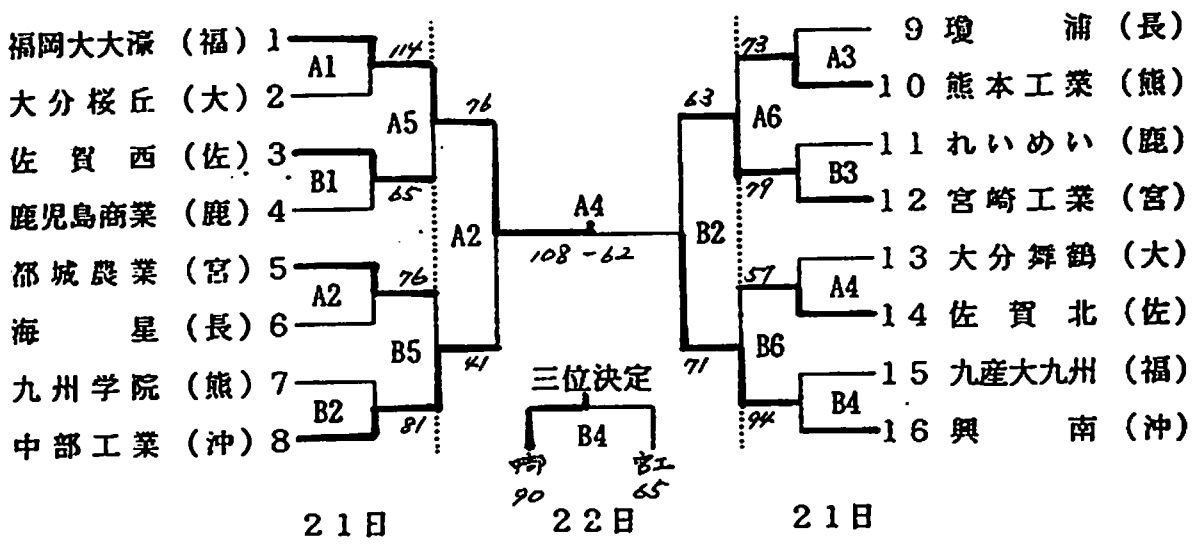 福岡大大濠 (福) 1
A1
114
大分桜丘 (大) 2
A5
76
佐賀西 (佐) 3
B1
65
鹿児島商業 (鹿) 4
A2
都城農業 (宮) 5
A2
76
海星 (長) 6
B5
41
九州学院 (熊) 7
B2
81
中部工業 (沖) 8
A4
108-62
9 瓊浦 (長)
73
A3
10 熊本工業 (熊)
63
A6
11 れいめい (鹿)
79
B3
12 宮崎工業 (宮)
B2
13 大分舞鶴 (大)
57
A4
14 佐賀北 (佐)
71
B6
15 九産大九州 (福)
94
B4
16 興南 (沖)
三位決定
B4
中部
宮工
90
65
21日
22日
21日